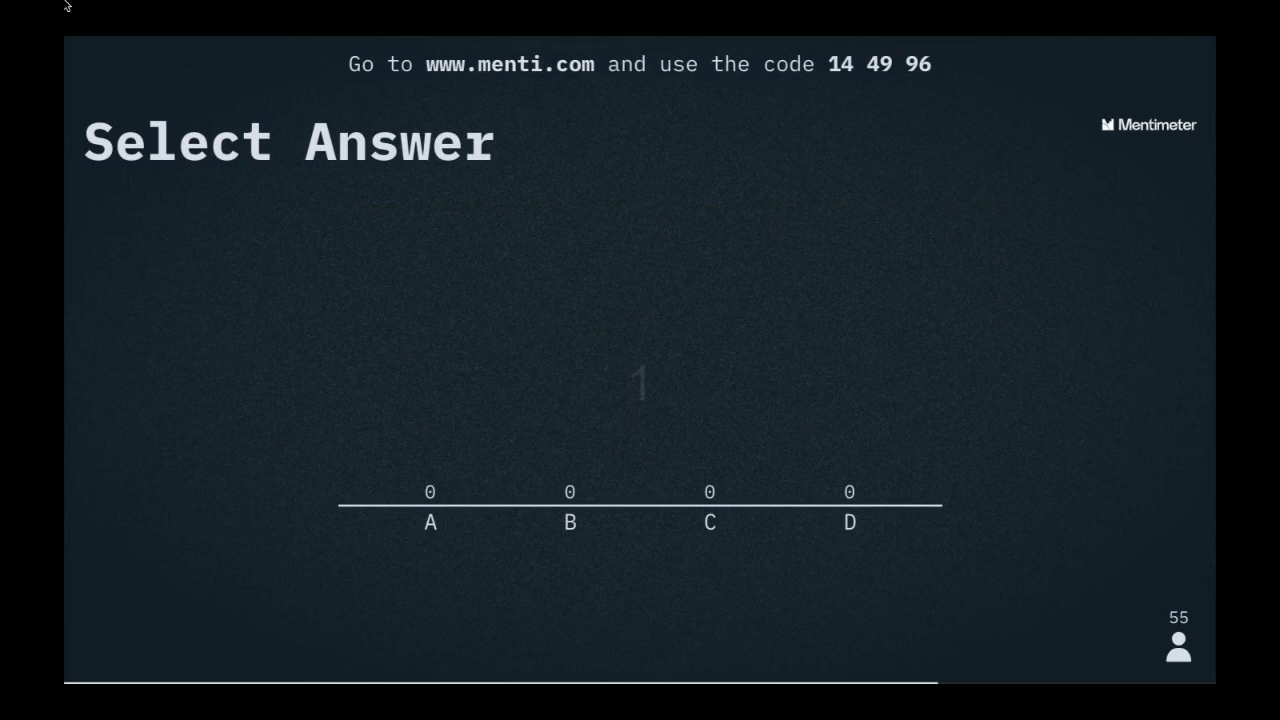 Go to www.menti.com and use the code 14 49 96
Select Answer
Mentimeter
1
0 0 0 0
A B C D
55